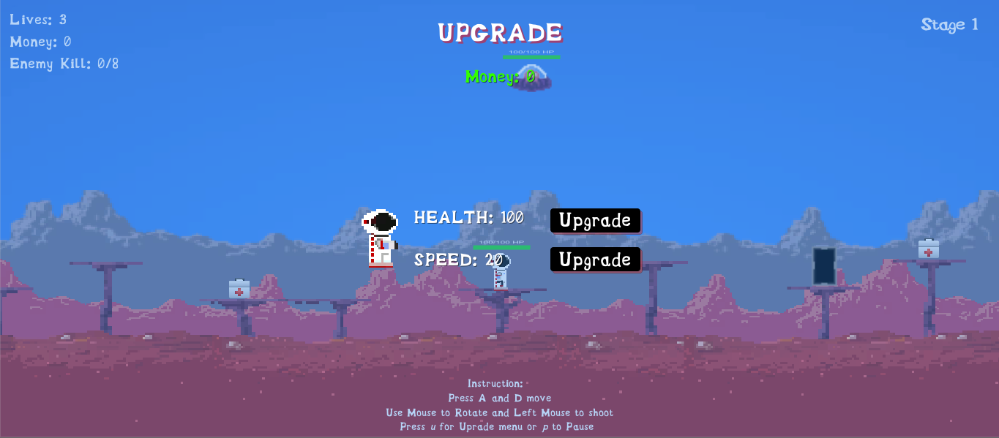 Lives: 3
Money: 0
Enemy Kill: 0/8
UPGRADE
Stage 1
100/100 HP
Money: 0
HEALTH: 100
Upgrade
100/100 HP
SPEED: 20
Upgrade
Instruction:
Press A and D move
Use Mouse to Rotate and Left Mouse to shoot
Press u for Uprade menu or p to Pause